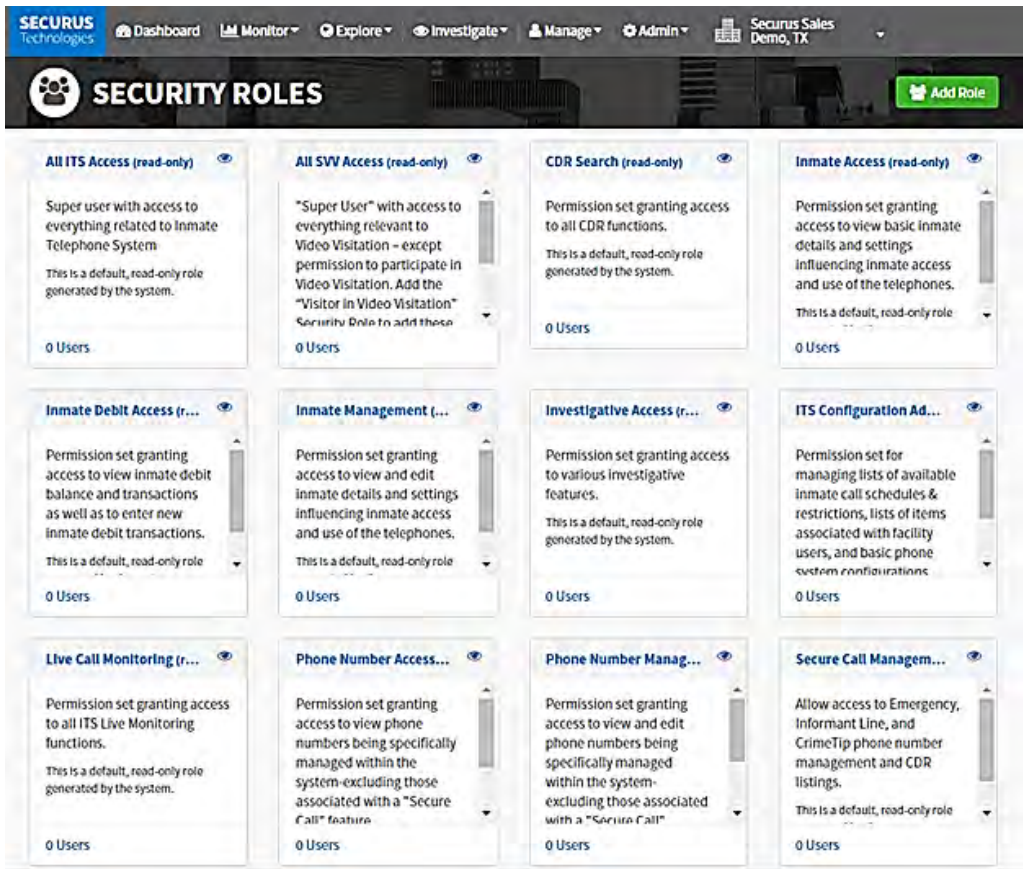 SECURUS
Technologies
Dashboard Monitor Explore Investigate Manage Admin Securus Sales
Demo, TX
SECURITY ROLES
Add Role
All ITS Access (read-only)
Super user with access to
everything related to Inmate
Telephone System
This is a default, read-only role
generated by the system.
0 Users
All SVV Access (read-only)
"Super User" with access to
everything relevant to
Video Visitation – except
permission to participate in
Video Visitation. Add the
"Visitor in Video Visitation"
Security Role to add these
0 Users
CDR Search (read-only)
Permission set granting access
to all CDR functions.
This is a default, read-only role
generated by the system.
0 Users
Inmate Access (read-only)
Permission set granting
access to view basic inmate
details and settings
influencing inmate access
and use of the telephones.
This is a default, read-only role
0 Users
Inmate Debit Access (r...
Permission set granting
access to view inmate debit
balance and transactions
as well as to enter new
inmate debit transactions.
This is a default, read-only role
0 Users
Inmate Management (...
Permission set granting
access to view and edit
inmate details and settings
influencing inmate access
and use of the telephones.
This is a default, read-only role
0 Users
Investigative Access (r...
Permission set granting access
to various investigative
features.
This is a default, read-only role
generated by the system.
0 Users
ITS Configuration Ad...
Permission set for
managing lists of available
inmate call schedules &
restrictions, lists of items
associated with facility
users, and basic phone
system configurations
0 Users
Live Call Monitoring (r...
Permission set granting access
to all ITS Live Monitoring
functions.
This is a default, read-only role
generated by the system.
0 Users
Phone Number Access...
Permission set granting
access to view phone
numbers being specifically
managed within the
system-excluding those
associated with a "Secure
Call" feature
0 Users
Phone Number Manag...
Permission set granting
access to view and edit
phone numbers being
specifically managed
within the system-
excluding those associated
with a "Secure Call"
0 Users
Secure Call Managem...
Allow access to Emergency,
Informant Line, and
CrimeTip phone number
management and CDR
listings.
This is a default, read-only role
0 Users